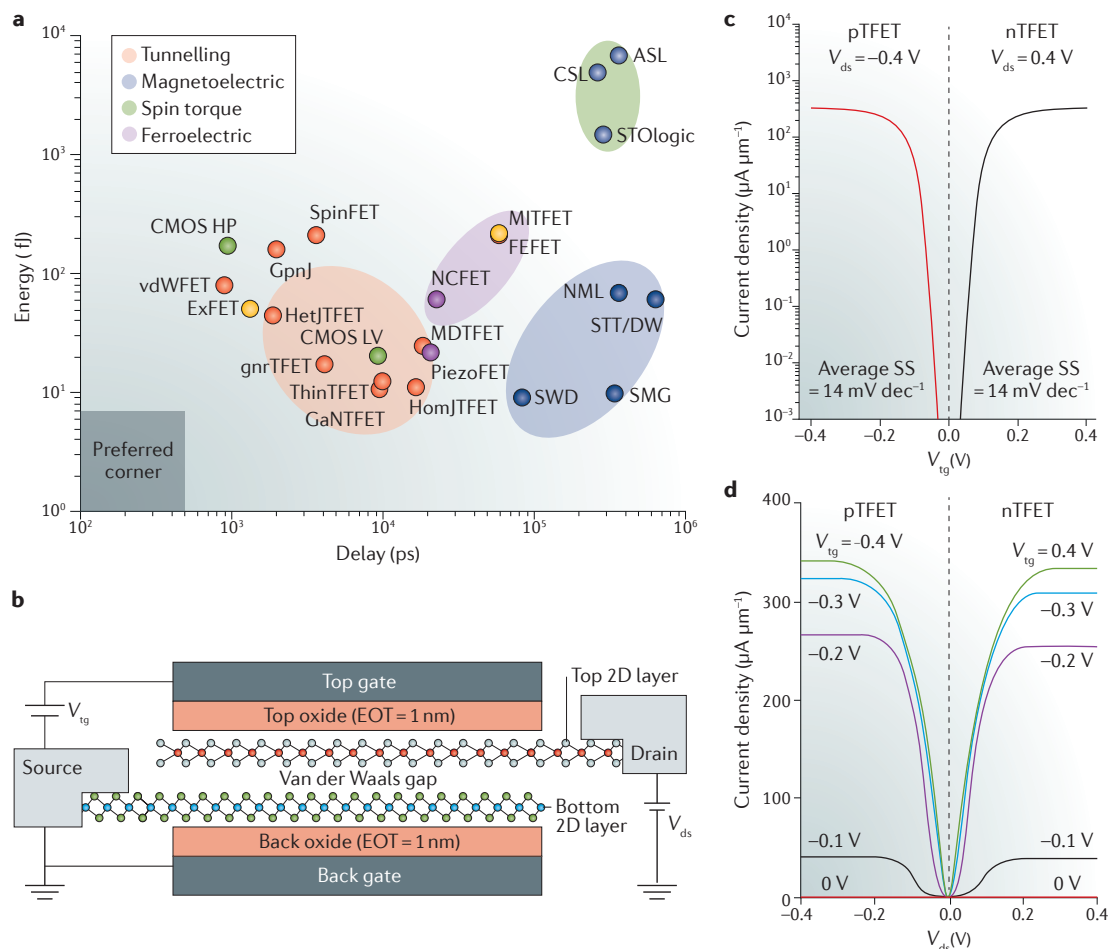 a
Tunnelling
Magnetoelectric
Spin torque
Ferroelectric
Energy (fJ)
10⁴
10³
10²
10¹
10⁰
ASL
CSL
STOlogic
SpinFET
CMOS HP
GpnJ
vdWFET
ExFET
MITFET
FEFET
NCFET
HetJTFET
CMOS LV
MDTFET
NML
STT/DW
gnrTFET
PiezoFET
ThinTFET
HomJTFET
GaNTFET
SWD
SMG
Preferred
corner
10² 10³ 10⁴ 10⁵ 10⁶
Delay (ps)
b
Top gate
Top oxide (EOT = 1 nm)
Top 2D layer
Vtg
Source
Drain
Van der Waals gap
Bottom
2D layer
Back oxide (EOT = 1 nm)
Back gate
Vds
c
pTFET
Vds = −0.4 V
nTFET
Vds = 0.4 V
Current density (μA μm⁻¹)
10⁴
10³
10²
10¹
10⁰
10⁻¹
10⁻²
10⁻³
Average SS
= 14 mV dec⁻¹
Average SS
= 14 mV dec⁻¹
−0.4 −0.2 0.0 0.2 0.4
Vtg(V)
d
pTFET
nTFET
Vtg = -0.4 V
Vtg = 0.4 V
−0.3 V
−0.3 V
−0.2 V
−0.2 V
−0.1 V
−0.1 V
0 V
0 V
Current density (μA μm⁻¹)
400
300
200
100
0
−0.4 −0.2 0.0 0.2 0.4
Vds(V)